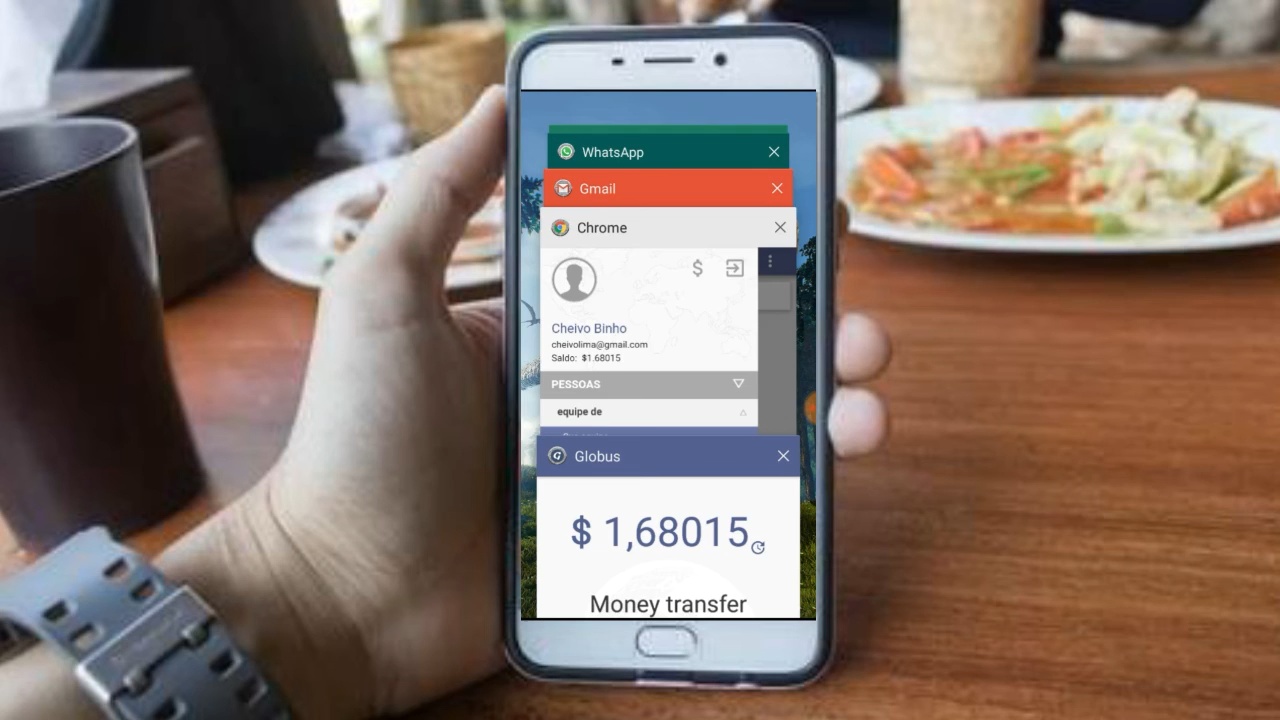 WhatsApp
Gmail
Chrome
$
Cheivo Binho
cheivolima@gmail.com
Saldo: $1.68015
PESSOAS
equipe de
Globus
$ 1,68015
Money transfer